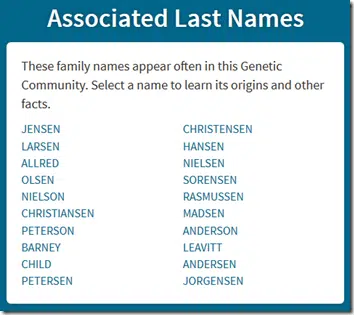 Associated Last Names
These family names appear often in this Genetic
Community. Select a name to learn its origins and other
facts.
JENSEN
LARSEN
ALLRED
OLSEN
NIELSON
CHRISTIANSEN
PETERSON
BARNEY
CHILD
PETERSEN
CHRISTENSEN
HANSEN
NIELSEN
SORENSEN
RASMUSSEN
MADSEN
ANDERSON
LEAVITT
ANDERSEN
JORGENSEN